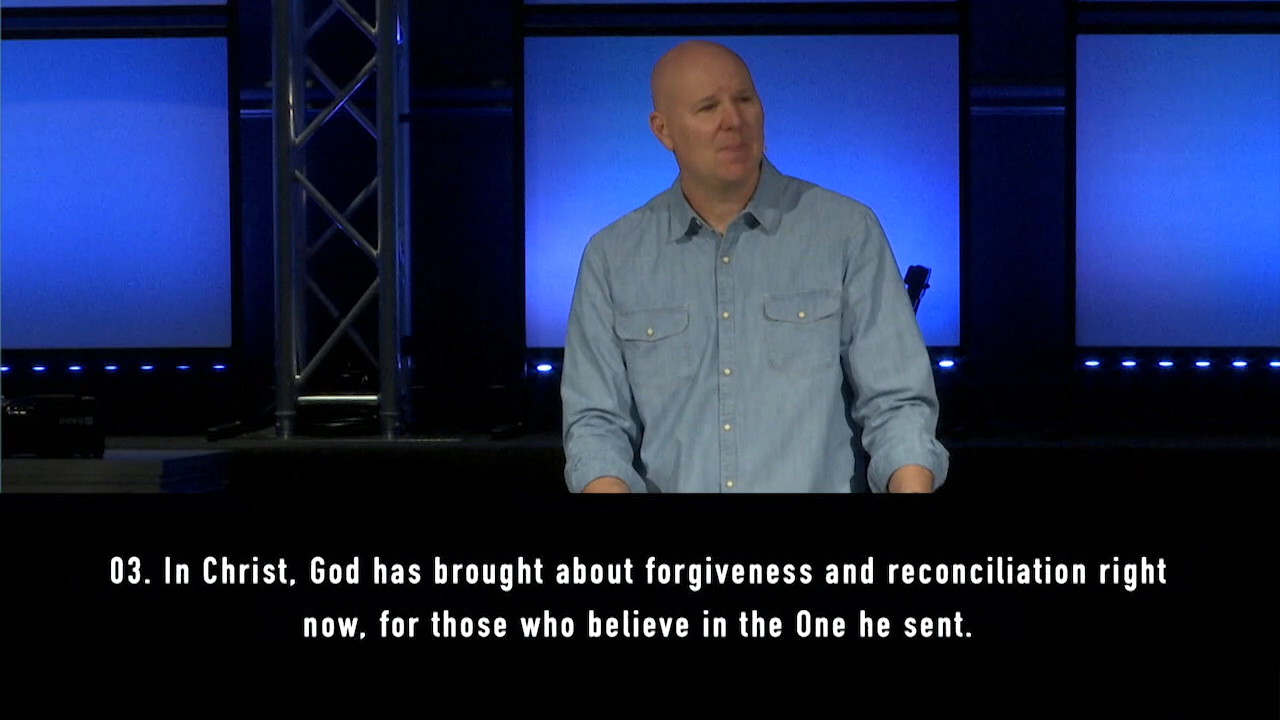 03. In Christ, God has brought about forgiveness and reconciliation right
now, for those who believe in the One he sent.